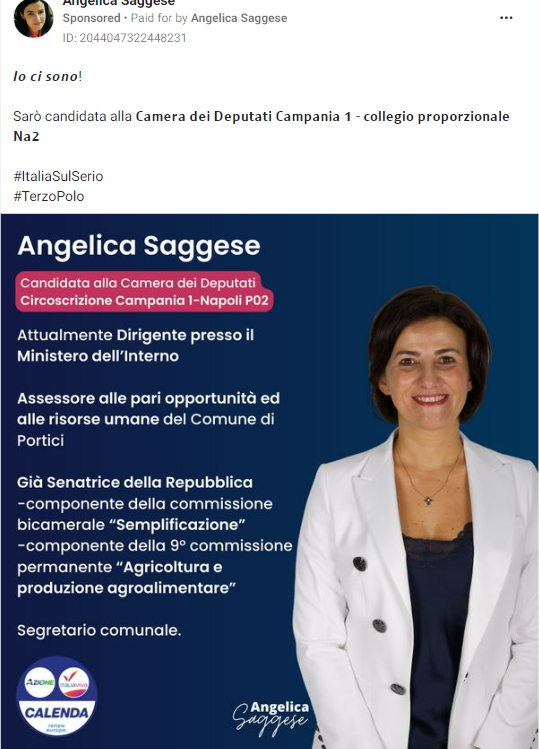 Angelica Saggese
Sponsored • Paid for by Angelica Saggese
ID: 2044047322448231
Io ci sono!
Sarò candidata alla Camera dei Deputati Campania 1 - collegio proporzionale
Na2
#ItaliaSulSerio
#TerzoPolo
Angelica Saggese
Candidata alla Camera dei Deputati
Circoscrizione Campania 1-Napoli P02
Attualmente Dirigente presso il
Ministero dell'Interno
Assessore alle pari opportunità ed
alle risorse umane del Comune di
Portici
Già Senatrice della Repubblica
-componente della commissione
bicamerale “Semplificazione”
-componente della 9° commissione
permanente “Agricoltura e
produzione agroalimentare”
Segretario comunale.
AZIONE
ITALIAVIVA
CALENDA
renew
europe.
Angelica
Saggese